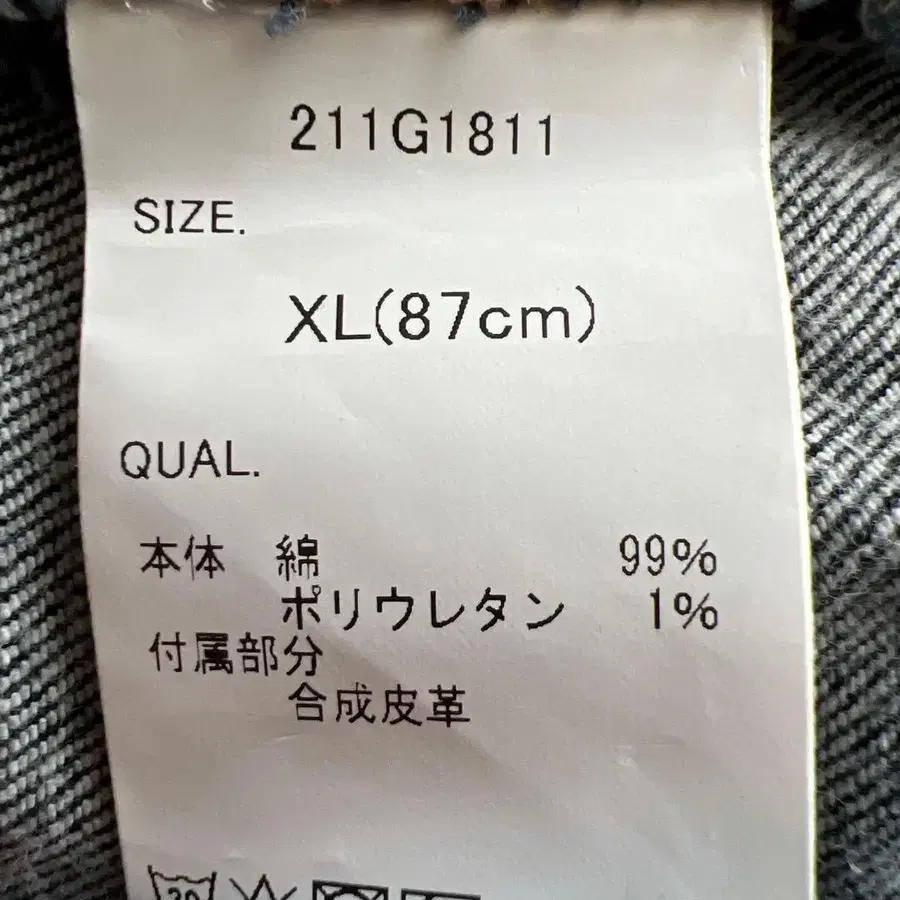 211G1811
SIZE.
XL(87cm)
QUAL.
本体 綿 99%
ポリウレタン 1%
付属部分
合成皮革